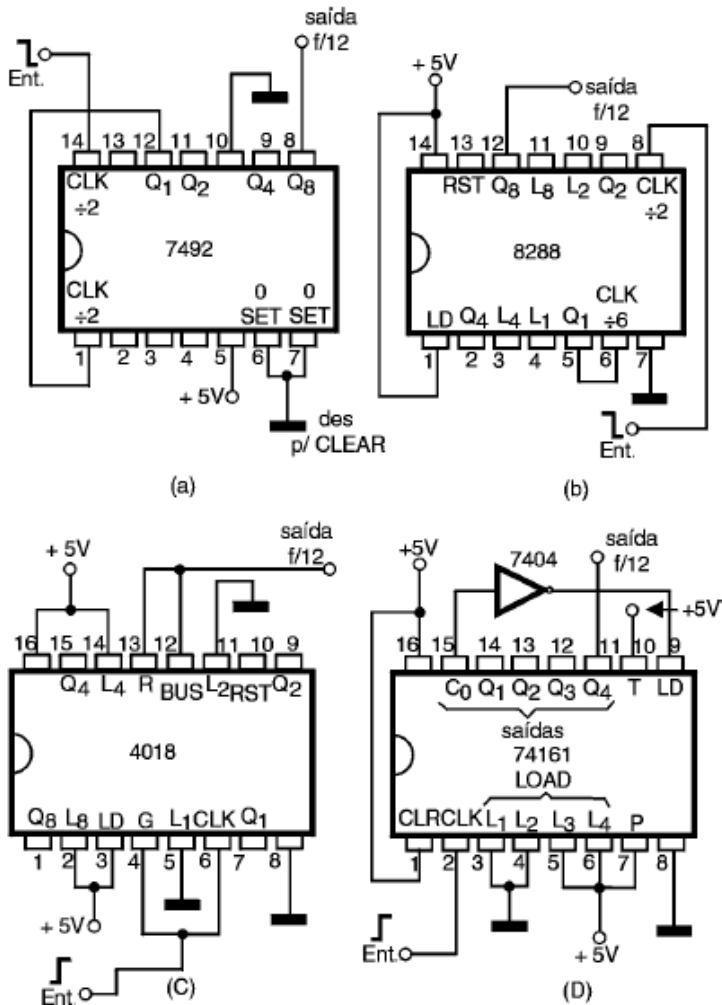 saída
f/12
Ent.
14 13 12 11 10 9 8
CLK Q1 Q2 Q4 Q8
÷2
7492
CLK 0 0
÷2 SET SET
1 2 3 4 5 6 7
+ 5V
des
p/ CLEAR
(a)
+ 5V
saída
f/12
14 13 12 11 10 9 8
RST Q8 L8 L2 Q2 CLK
÷2
8288
CLK
LD Q4 L4 L1 Q1 ÷6
1 2 3 4 5 6 7
Ent.
(b)
+ 5V
saída
f/12
16 15 14 13 12 11 10 9
Q4 L4 R BUS L2 RST Q2
4018
Q8 L8 LD G L1 CLK Q1
1 2 3 4 5 6 7 8
+ 5V
Ent.
(C)
+5V
7404
saída
f/12
+5V
16 15 14 13 12 11 10 9
C0 Q1 Q2 Q3 Q4 T LD
saídas
74161
LOAD
CLR CLK L1 L2 L3 L4 P
1 2 3 4 5 6 7 8
Ent.
+ 5V
(D)